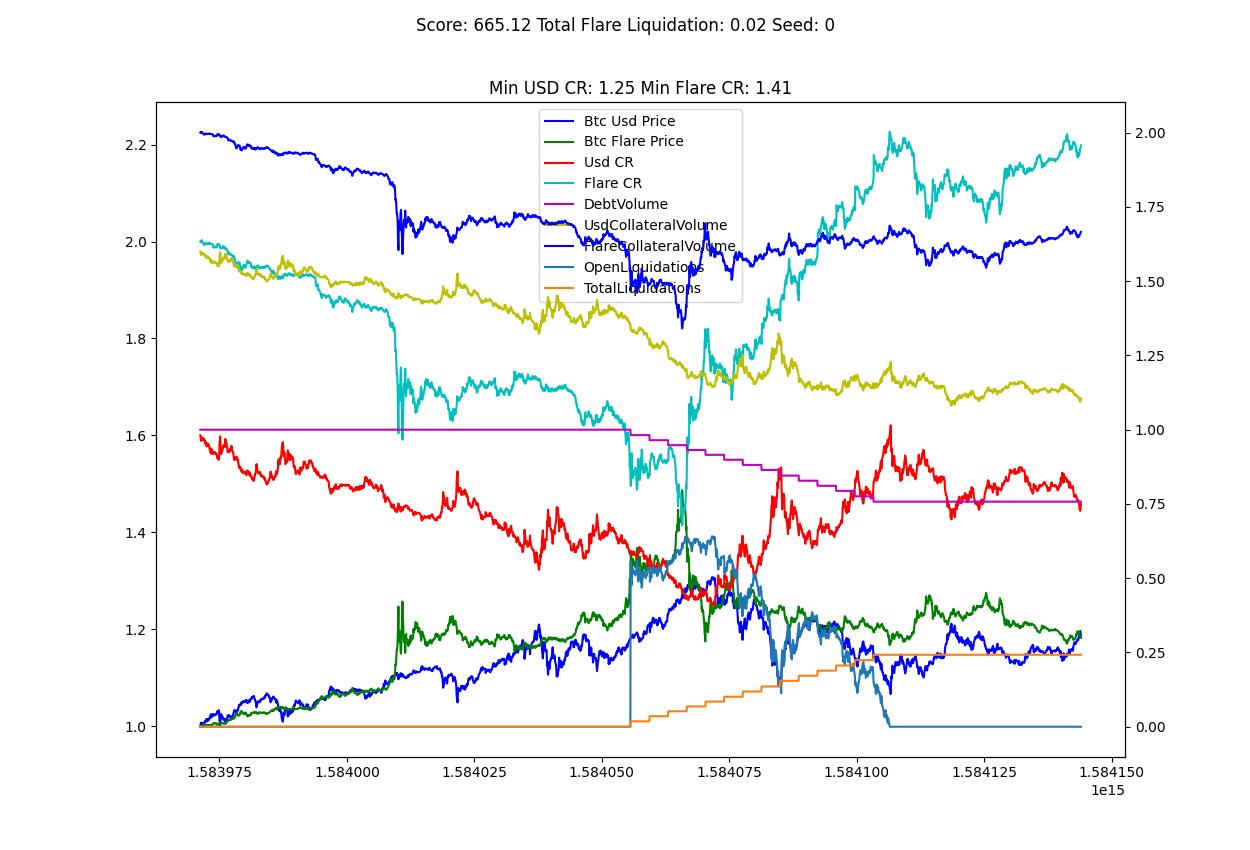 Score: 665.12 Total Flare Liquidation: 0.02 Seed: 0
Min USD CR: 1.25 Min Flare CR: 1.41
Btc Usd Price
Btc Flare Price
Usd CR
Flare CR
DebtVolume
UsdCollateralVolume
FlareCollateralVolume
OpenLiquidations
TotalLiquidations
2.2
2.0
1.8
1.6
1.4
1.2
1.0
2.00
1.75
1.50
1.25
1.00
0.75
0.50
0.25
0.00
1.583975 1.584000 1.584025 1.584050 1.584075 1.584100 1.584125 1.584150
1e15